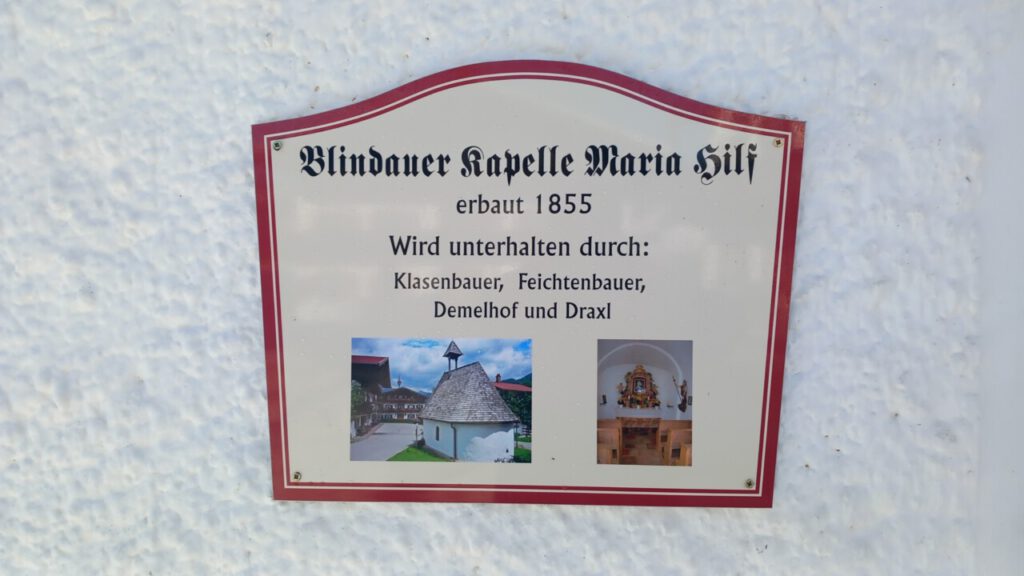 Blindauer Kapelle Maria Hilf
erbaut 1855
Wird unterhalten durch:
Klasenbauer, Feichtenbauer,
Demelhof und Draxl